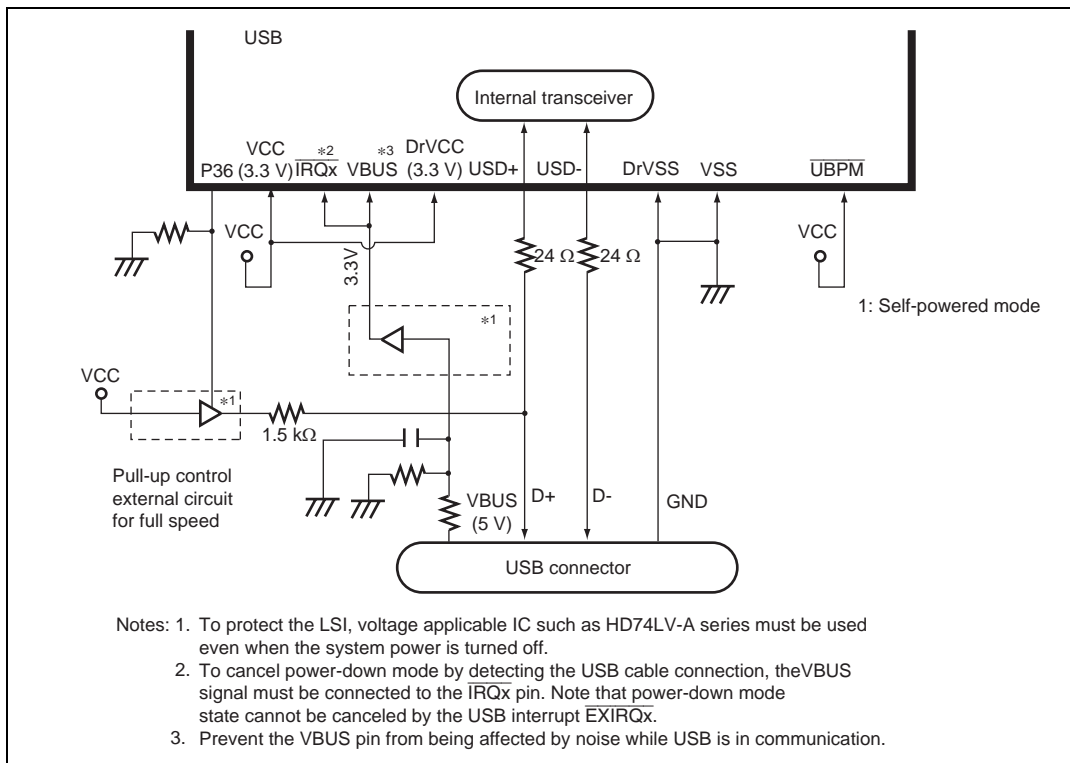 USB
Internal transceiver
P36
VCC
(3.3 V)
*2
IRQx
*3
VBUS
DrVCC
(3.3 V)
USD+
USD-
DrVSS
VSS
UBPM
VCC
3.3V
24 Ω
24 Ω
VCC
1: Self-powered mode
*1
VCC
*1
1.5 kΩ
Pull-up control
external circuit
for full speed
VBUS
(5 V)
D+
D-
GND
USB connector
Notes: 1. To protect the LSI, voltage applicable IC such as HD74LV-A series must be used
even when the system power is turned off.
2. To cancel power-down mode by detecting the USB cable connection, theVBUS
signal must be connected to the IRQx pin. Note that power-down mode
state cannot be canceled by the USB interrupt EXIRQx.
3. Prevent the VBUS pin from being affected by noise while USB is in communication.